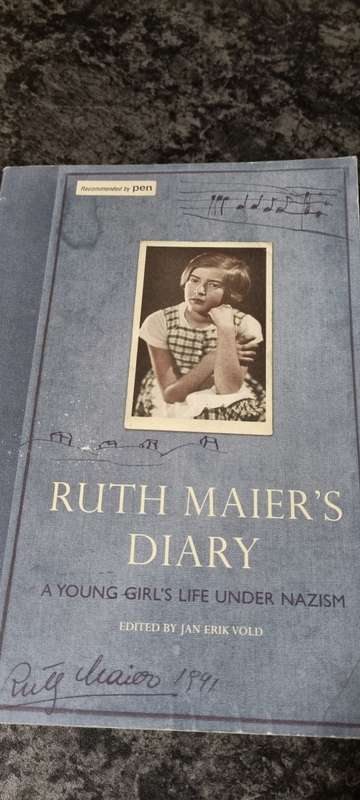 Recommended by pen
RUTH MAIER'S
DIARY
A YOUNG GIRL'S LIFE UNDER NAZISM
EDITED BY JAN ERIK VOLD
Ruth Maier 1941